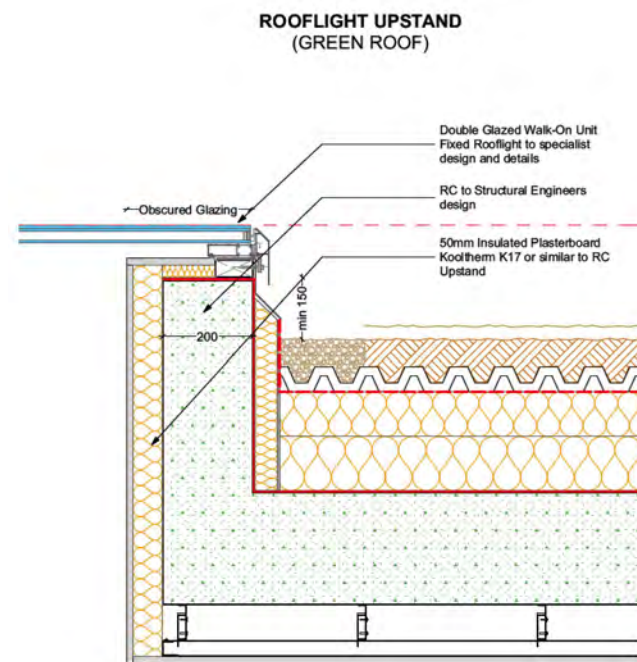 ROOFLIGHT UPSTAND
(GREEN ROOF)
Double Glazed Walk-On Unit
Fixed Rooflight to specialist
design and details
RC to Structural Engineers
design
50mm Insulated Plasterboard
Kooltherm K17 or similar to RC
Upstand
Obscured Glazing
min 150
200